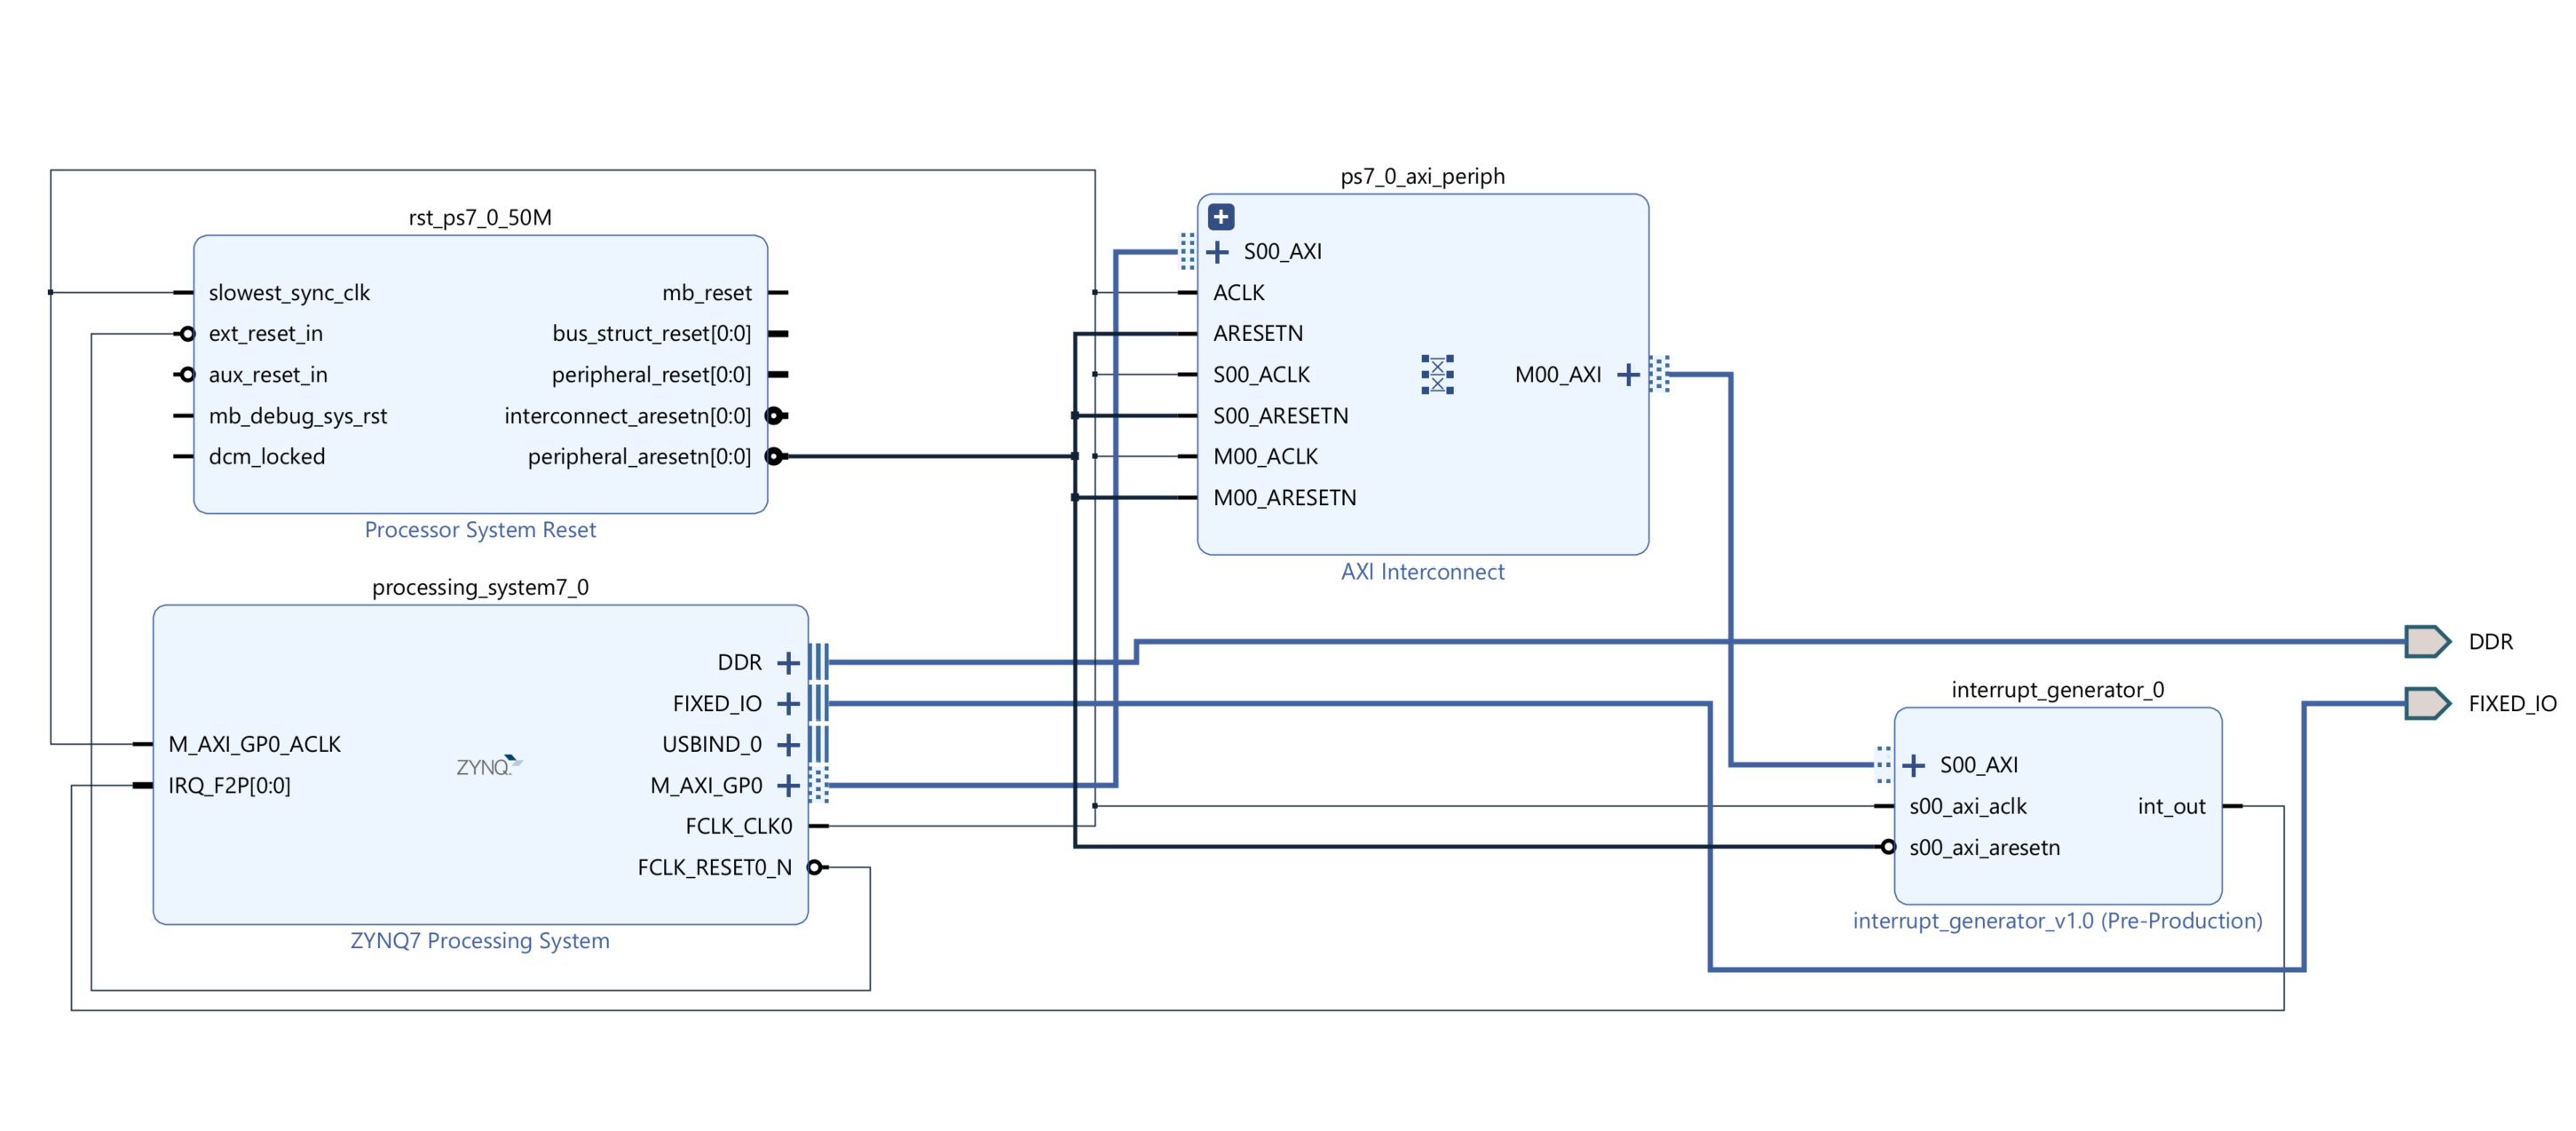 rst_ps7_0_50M
slowest_sync_clk
ext_reset_in
aux_reset_in
mb_debug_sys_rst
dcm_locked
mb_reset
bus_struct_reset[0:0]
peripheral_reset[0:0]
interconnect_aresetn[0:0]
peripheral_aresetn[0:0]
Processor System Reset
processing_system7_0
M_AXI_GP0_ACLK
IRQ_F2P[0:0]
ZYNQ
DDR
FIXED_IO
USBIND_0
M_AXI_GP0
FCLK_CLK0
FCLK_RESET0_N
ZYNQ7 Processing System
ps7_0_axi_periph
S00_AXI
ACLK
ARESETN
S00_ACLK
S00_ARESETN
M00_ACLK
M00_ARESETN
M00_AXI
AXI Interconnect
interrupt_generator_0
S00_AXI
s00_axi_aclk
s00_axi_aresetn
int_out
interrupt_generator_v1.0 (Pre-Production)
DDR
FIXED_IO